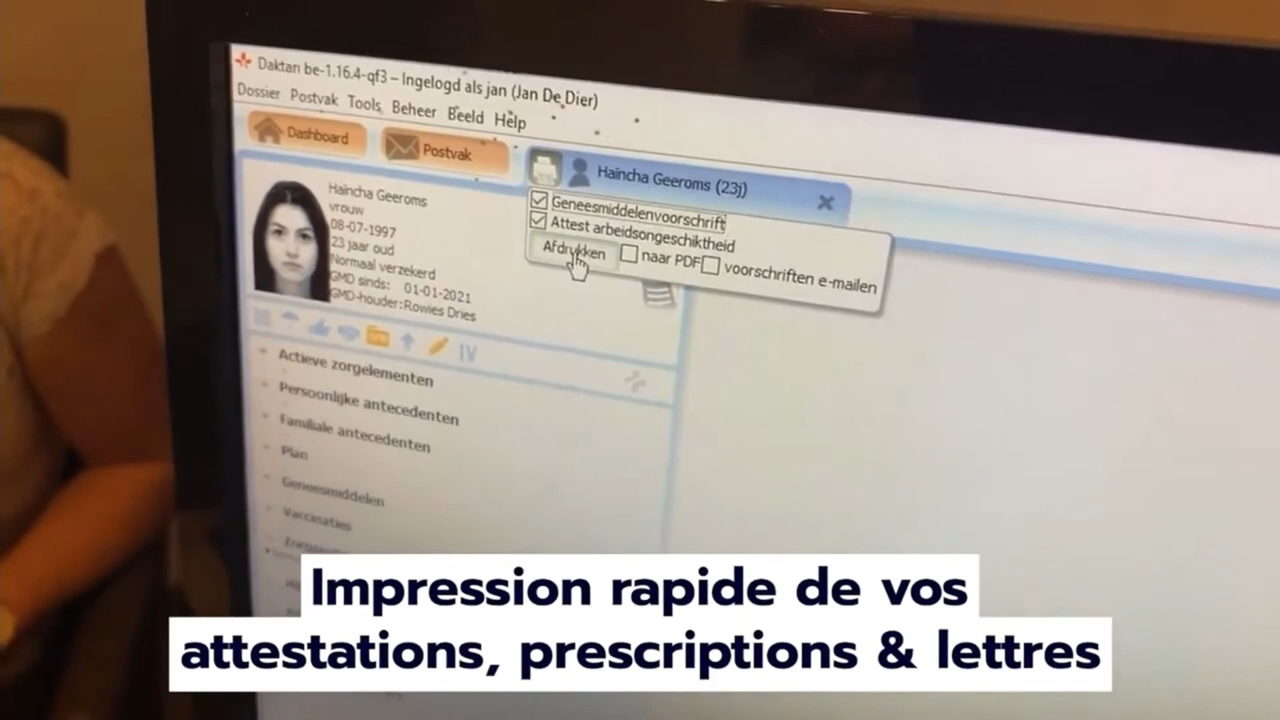 Daktari be-1.16.4-qf3 – Ingelogd als jan (Jan De Dier)
Dossier Postvak Tools Beheer Beeld Help
Dashboard Postvak Haincha Geeroms (23j)
Haincha Geeroms
vrouw
08-07-1997
23 jaar oud
Normaal verzekerd
GMD sinds: 01-01-2021
GMD-houder: Rowies Dries
Geneesmiddelenvoorschrift
Attest arbeidsongeschiktheid
Afdrukken naar PDF voorschriften e-mailen
IV
Actieve zorgelementen
Persoonlijke antecedenten
Familiale antecedenten
Plan
Geneesmiddelen
Vaccinaties
Impression rapide de vos
attestations, prescriptions & lettres